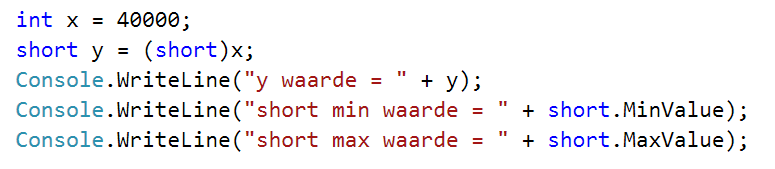 int x = 40000;
short y = (short)x;
Console.WriteLine("y waarde = " + y);
Console.WriteLine("short min waarde = " + short.MinValue);
Console.WriteLine("short max waarde = " + short.MaxValue);